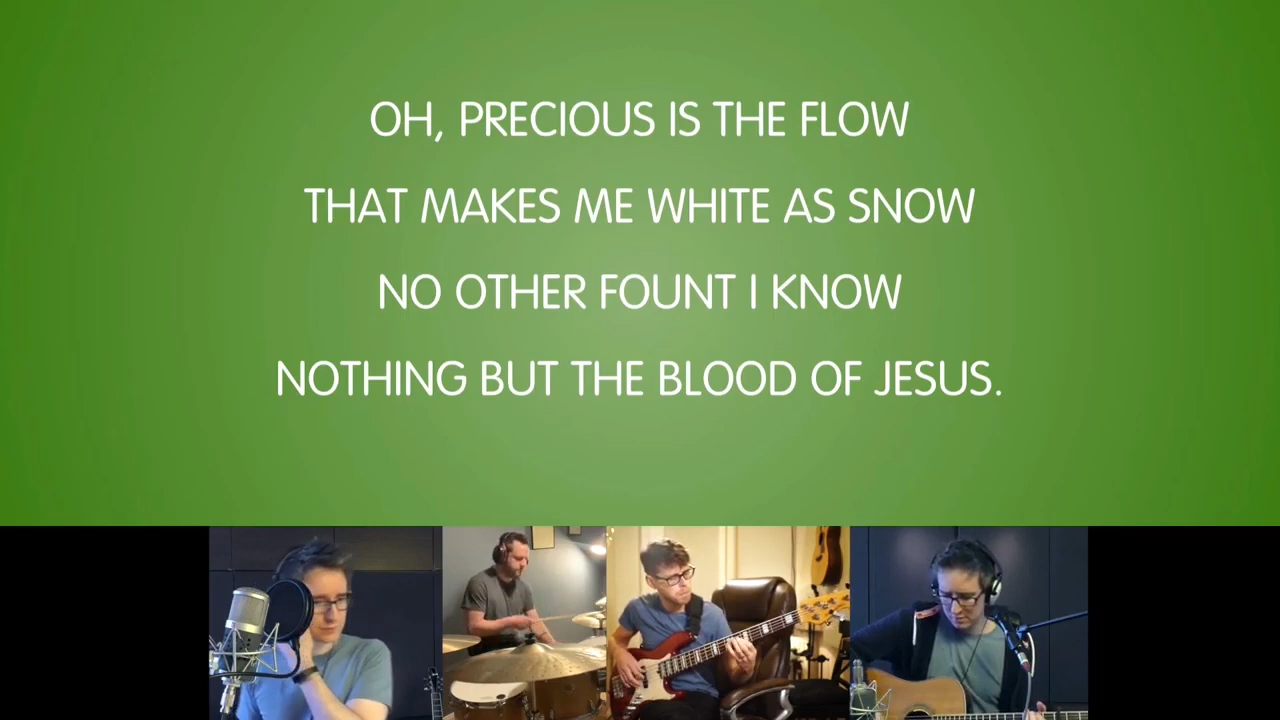 OH, PRECIOUS IS THE FLOW
THAT MAKES ME WHITE AS SNOW
NO OTHER FOUNT I KNOW
NOTHING BUT THE BLOOD OF JESUS.